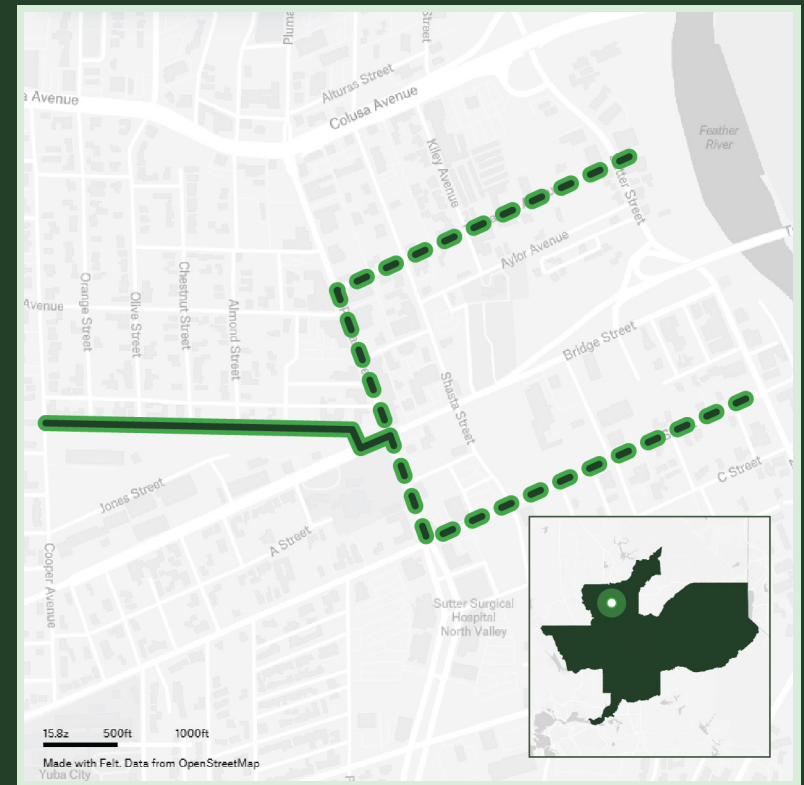 Street
Alturas Street
Colusa Avenue
Avenue
Feather
River
Kiley Avenue
Street
Aylor Avenue
Orange Street
Olive Street
Chestnut Street
Almond Street
Avenue
Bridge Street
Shasta Street
C Street
Jones Street
A Street
Cooper Avenue
Sutter Surgical
Hospital
North Valley
15.8z 500ft 1000ft
Made with Felt. Data from OpenStreetMap
Yuba City